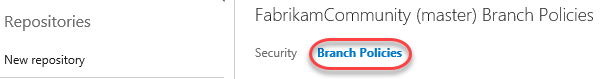 Repositories
New repository
FabrikamCommunity (master) Branch Policies
Security Branch Policies